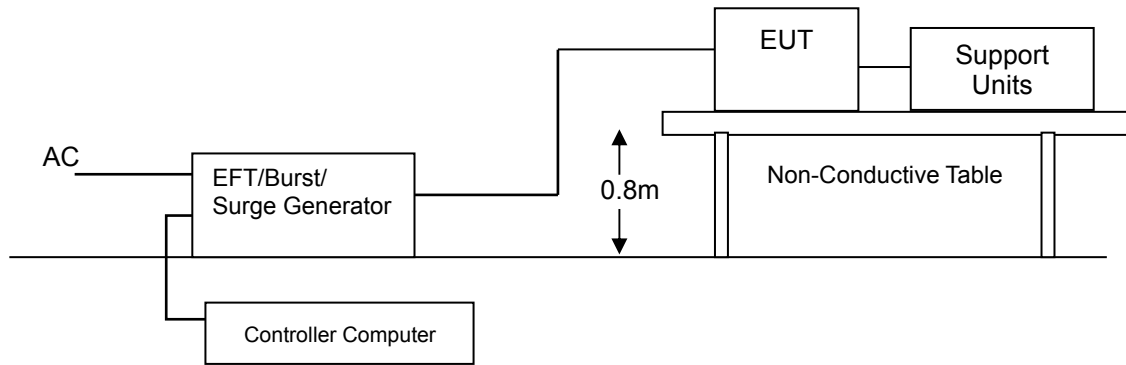 EUT
Support
Units
AC
EFT/Burst/
Surge Generator
0.8m
Non-Conductive Table
Controller Computer